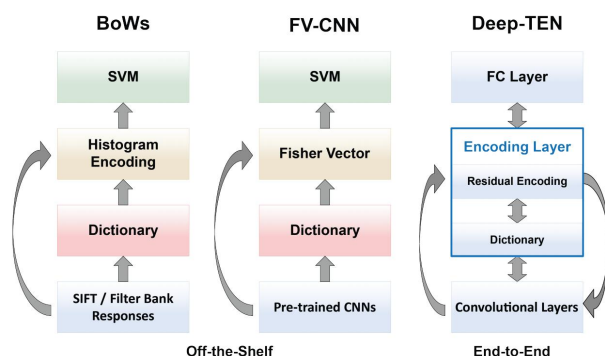 BoWs
SVM
Histogram
Encoding
Dictionary
SIFT / Filter Bank
Responses
FV-CNN
SVM
Fisher Vector
Dictionary
Pre-trained CNNs
Off-the-Shelf
Deep-TEN
FC Layer
Encoding Layer
Residual Encoding
Dictionary
Convolutional Layers
End-to-End